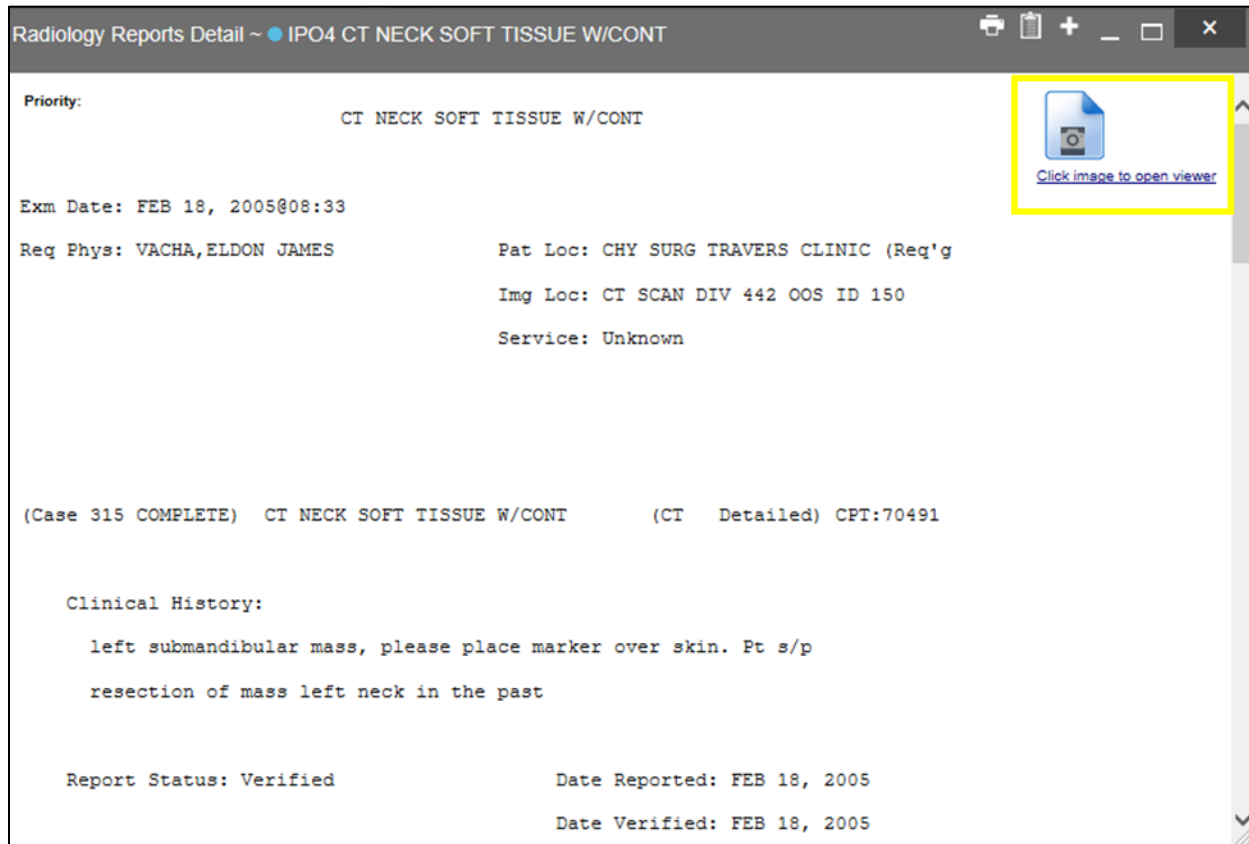 Radiology Reports Detail ~ IPO4 CT NECK SOFT TISSUE W/CONT
Priority:
CT NECK SOFT TISSUE W/CONT
Click image to open viewer
Exm Date: FEB 18, 2005@08:33
Req Phys: VACHA,ELDON JAMES Pat Loc: CHY SURG TRAVERS CLINIC (Req'g
Img Loc: CT SCAN DIV 442 OOS ID 150
Service: Unknown
(Case 315 COMPLETE) CT NECK SOFT TISSUE W/CONT (CT Detailed) CPT:70491
Clinical History:
left submandibular mass, please place marker over skin. Pt s/p
resection of mass left neck in the past
Report Status: Verified Date Reported: FEB 18, 2005
Date Verified: FEB 18, 2005